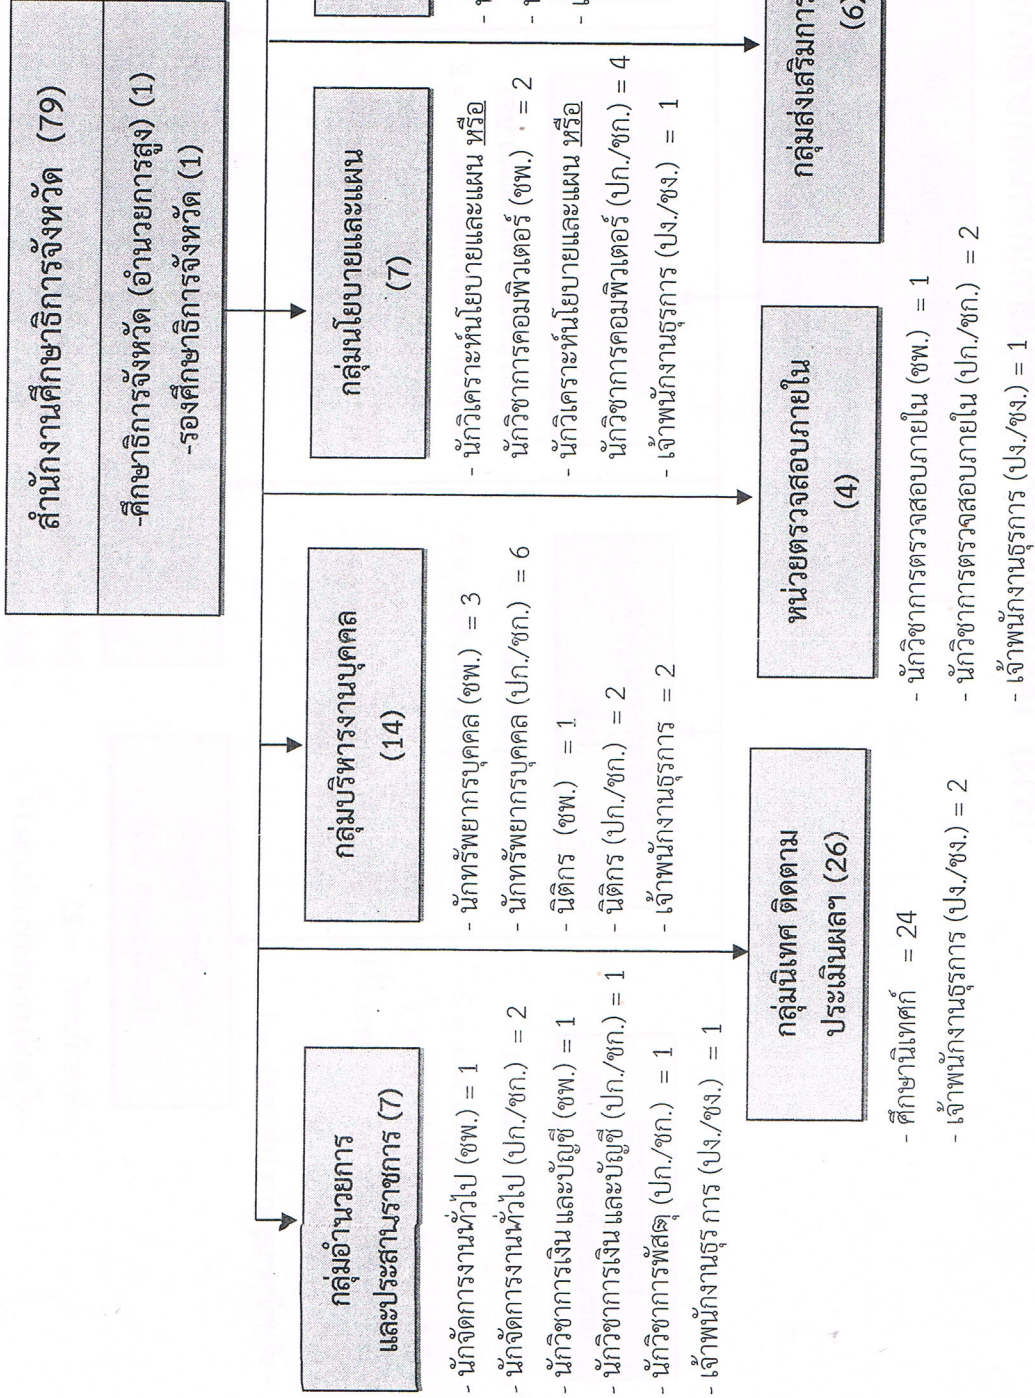 สำนักงานศึกษาธิการจังหวัด (79)
-ศึกษาธิการจังหวัด (อำนวยการสูง) (1)
-รองศึกษาธิการจังหวัด (1)
กลุ่มอำนวยการ
และประสานราชการ (7)
- นักจัดการงานทั่วไป (ชพ.) = 1
- นักจัดการงานทั่วไป (ปก./ชก.) = 2
- นักวิชาการเงินและบัญชี (ชพ.) = 1
- นักวิชาการเงินและบัญชี (ปก./ชก.) = 1
- นักวิชาการพัสดุ (ปก./ชก.) = 1
- เจ้าพนักงานธุรการ (ปง./ชง.) = 1
กลุ่มบริหารงานบุคคล
(14)
- นักทรัพยากรบุคคล (ชพ.) = 3
- นักทรัพยากรบุคคล (ปก./ชก.) = 6
- นิติกร (ชพ.) = 1
- นิติกร (ปก./ชก.) = 2
- เจ้าพนักงานธุรการ = 2
กลุ่มนโยบายและแผน
(7)
- นักวิเคราะห์นโยบายและแผน หรือ
นักวิชาการคอมพิวเตอร์ (ชพ.) = 2
- นักวิเคราะห์นโยบายและแผน หรือ
นักวิชาการคอมพิวเตอร์ (ปก./ชก.) = 4
- เจ้าพนักงานธุรการ (ปง./ชง.) = 1
กลุ่มนิเทศ ติดตาม
ประเมินผลฯ (26)
- ศึกษานิเทศก์ = 24
- เจ้าพนักงานธุรการ (ปง./ชง.) = 2
หน่วยตรวจสอบภายใน
(4)
- นักวิชาการตรวจสอบภายใน (ชพ.) = 1
- นักวิชาการตรวจสอบภายใน (ปก./ชก.) = 2
- เจ้าพนักงานธุรการ (ปง./ชง.) = 1
กลุ่มส่งเสริมการ
(6)